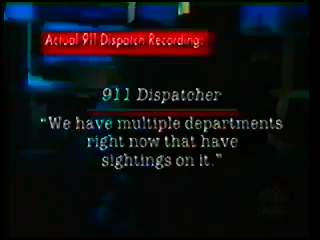 Actual 911 Dispatch Recording:
911 Dispatcher
"We have multiple departments
right now that have
sightings on it."